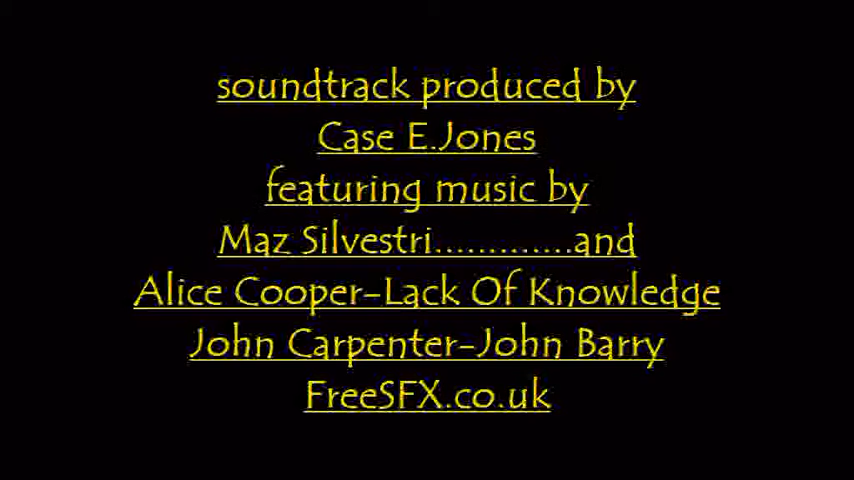 soundtrack produced by
Case E.Jones
featuring music by
Maz Silvestri.............and
Alice Cooper-Lack Of Knowledge
John Carpenter-John Barry
FreeSFX.co.uk